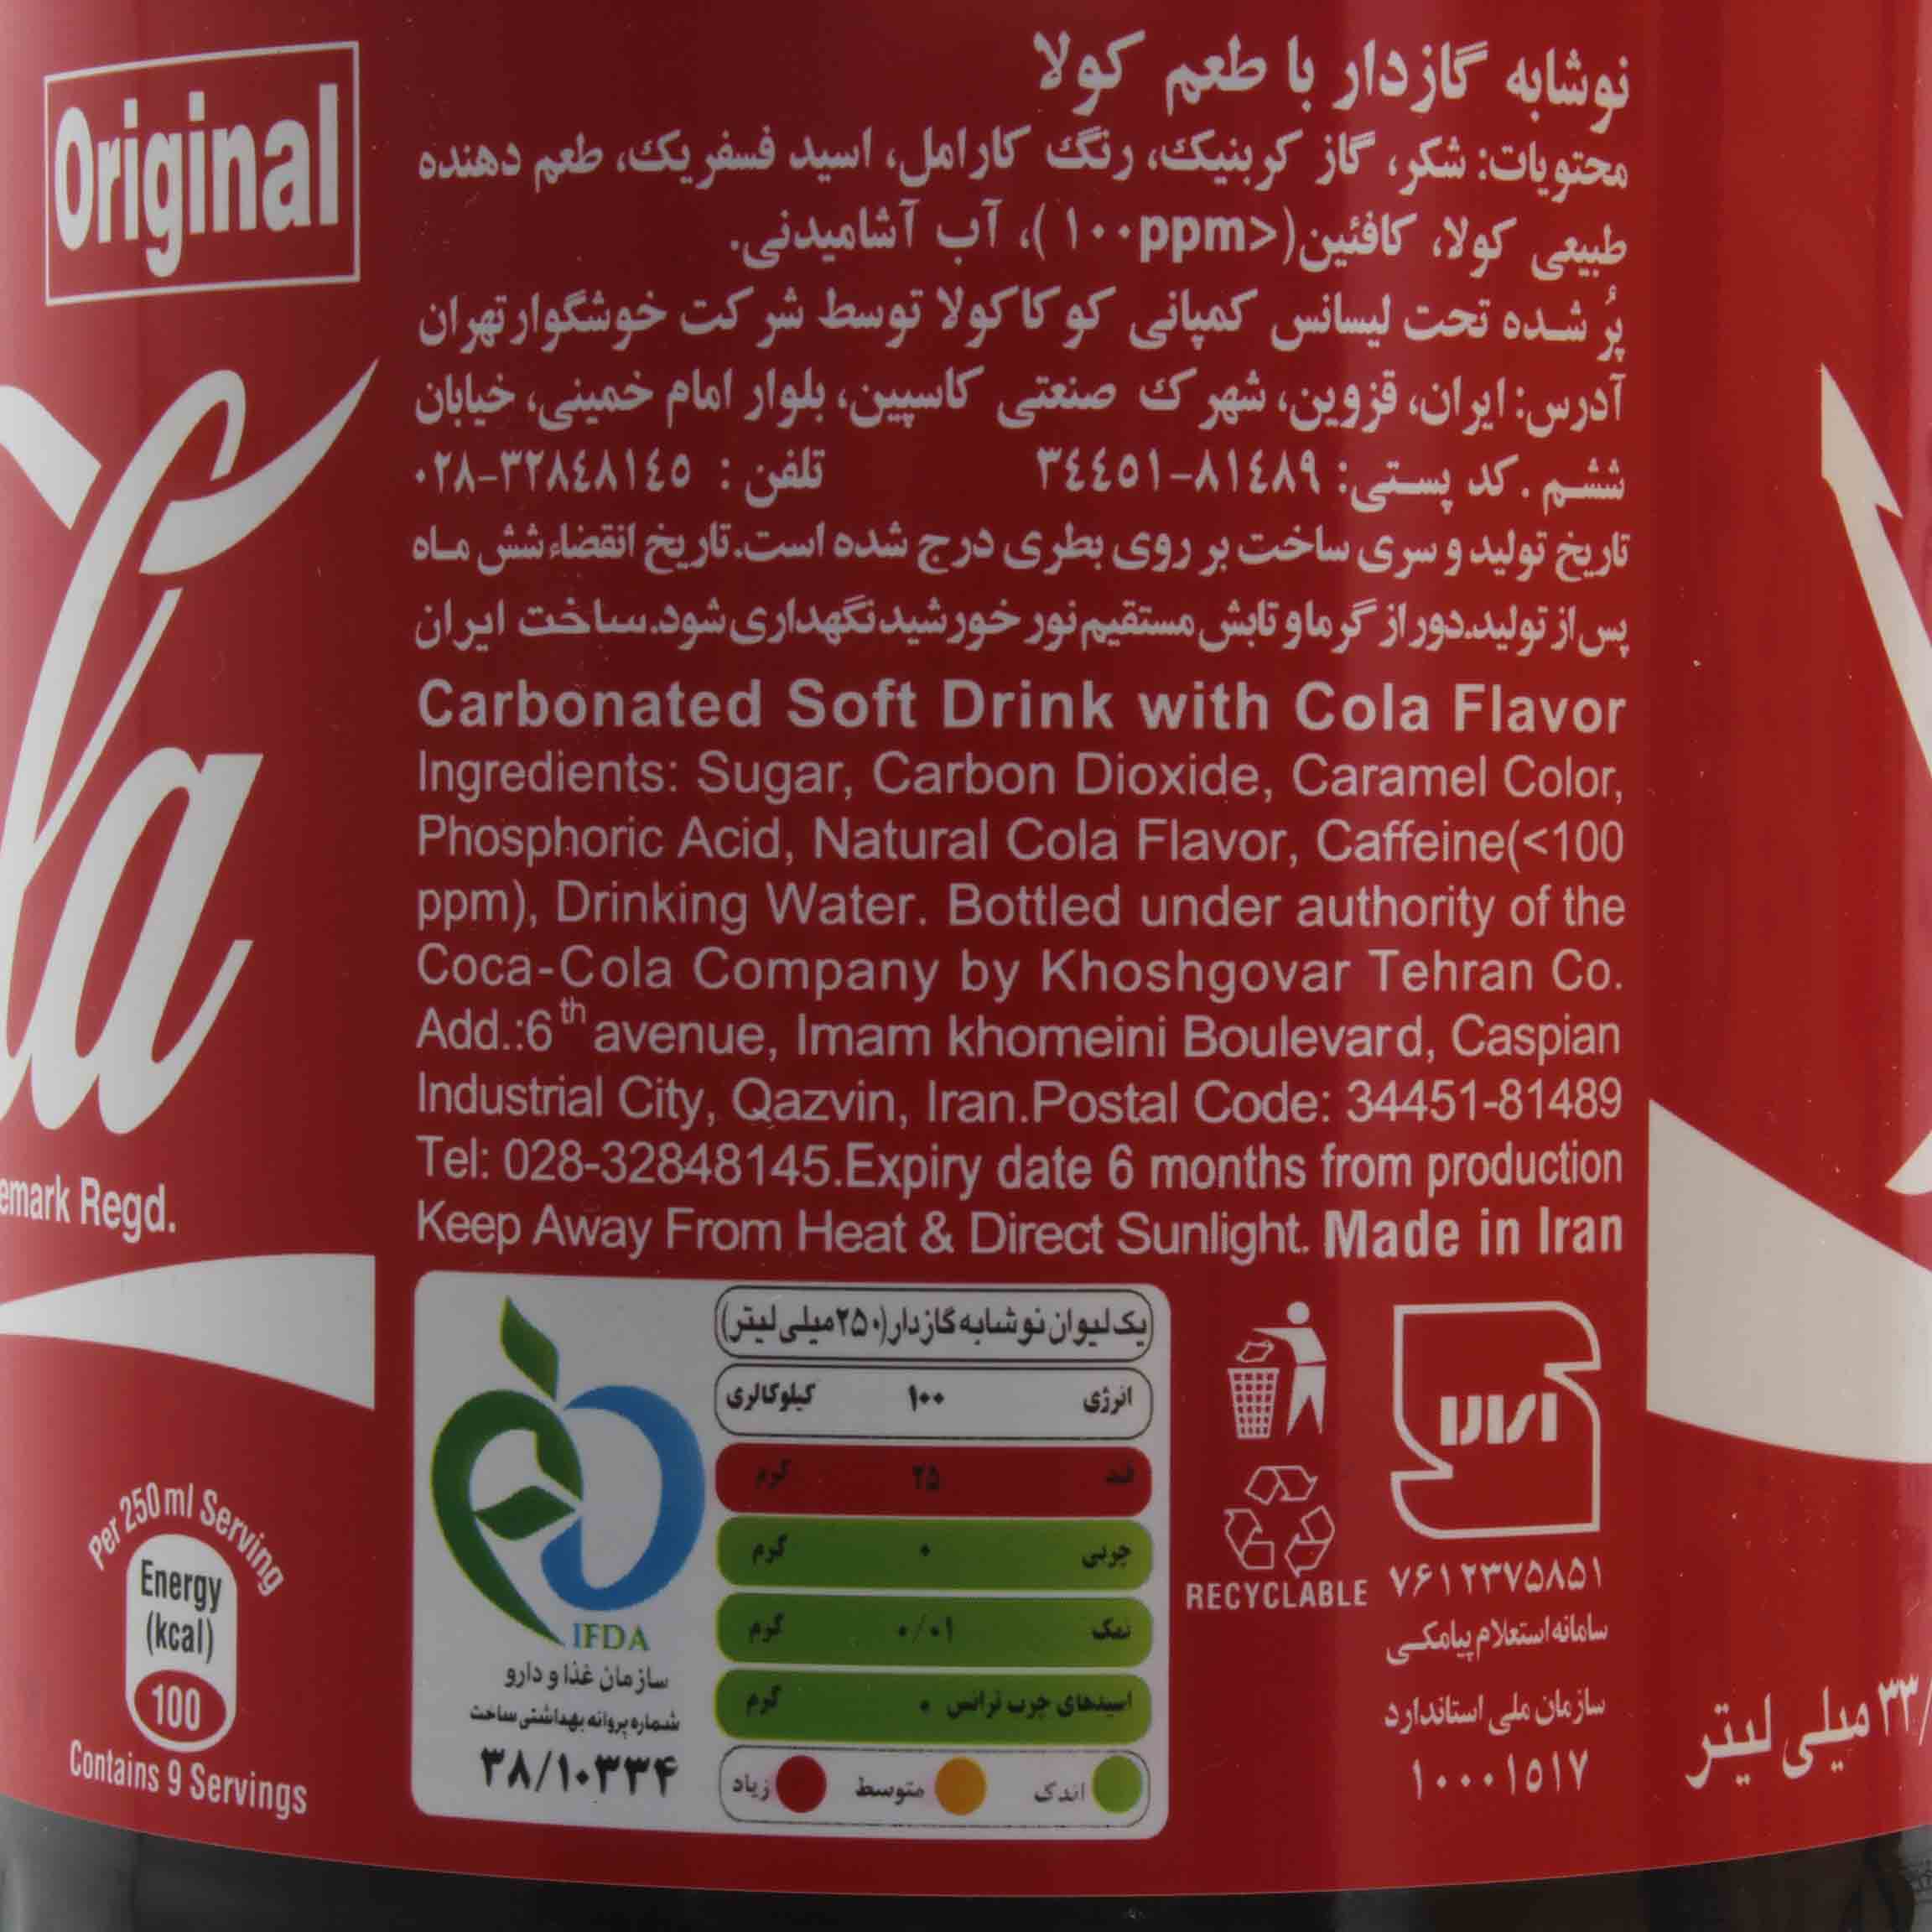 Original
la
emark Regd.
Per 250 ml Serving
Energy
(kcal)
100
Contains 9 Servings
نوشابه گازدار با طعم کولا
محتویات: شکر، گاز کربنیک، رنگ کارامل، اسید فسفریک، طعم دهنده
طبیعی کولا، کافئین(<۱۰۰ppm )، آب آشامیدنی.
پُر شده تحت لیسانس کمپانی کوکاکولا توسط شرکت خوشگوار تهران
آدرس: ایران، قزوین، شهرک صنعتی کاسپین، بلوار امام خمینی، خیابان
ششم . کد پستی: ٣٤٤٥١-٨١٤٨٩ تلفن : ٠٢٨-٣٢٨٤٨١٤٥
تاریخ تولید و سری ساخت بر روی بطری درج شده است.تاریخ انقضاء شش ماه
پس از تولید.دور از گرما و تابش مستقیم نور خورشید نگهداری شود.ساخت ایران
Carbonated Soft Drink with Cola Flavor
Ingredients: Sugar, Carbon Dioxide, Caramel Color,
Phosphoric Acid, Natural Cola Flavor, Caffeine(<100
ppm), Drinking Water. Bottled under authority of the
Coca-Cola Company by Khoshgovar Tehran Co.
Add.:6th avenue, Imam khomeini Boulevard, Caspian
Industrial City, Qazvin, Iran.Postal Code: 34451-81489
Tel: 028-32848145.Expiry date 6 months from production
Keep Away From Heat & Direct Sunlight. Made in Iran
یک لیوان نوشابه گازدار(۲۵۰میلی لیتر)
انرژی ۱۰۰ کیلوکالری
قند ۲۵ گرم
چربی ۰ گرم
نمک ۰/۰۱ گرم
اسیدهای چرب ترانس ۰ گرم
اندک متوسط زیاد
IFDA
سازمان غذا و دارو
شماره پروانه بهداشتی ساخت
۳۸/۱۰۳۳۴
RECYCLABLE
۷۶۱۲۳۷۵۸۵۱
سامانه استعلام پیامکی
سازمان ملی استاندارد
۱۰۰۰۱۵۱۷
میلی لیتر